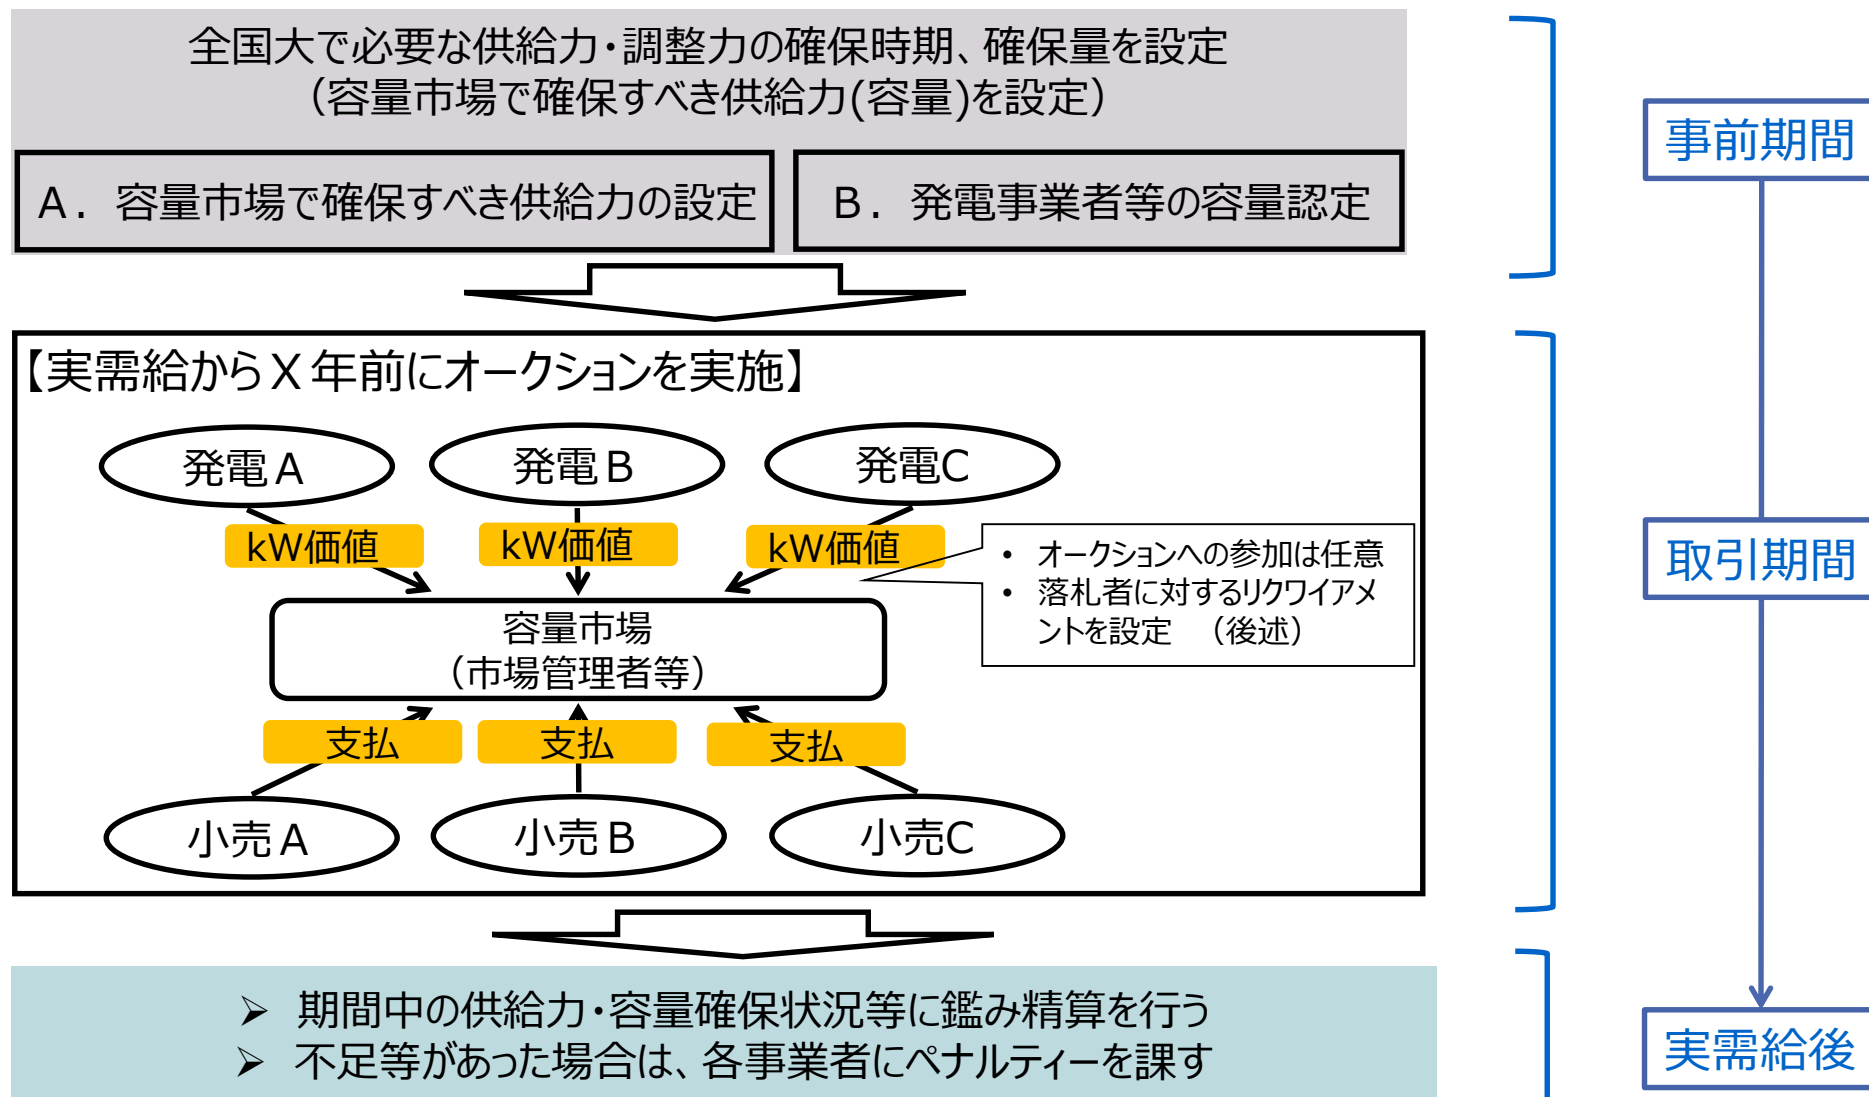 全国大で必要な供給力・調整力の確保時期、確保量を設定
（容量市場で確保すべき供給力(容量)を設定）
A． 容量市場で確保すべき供給力の設定
B． 発電事業者等の容量認定
事前期間
【実需給からＸ年前にオークションを実施】
発電A
発電B
発電C
kW価値
kW価値
kW価値
• オークションへの参加は任意
• 落札者に対するリクワイアメ
ントを設定 （後述）
取引期間
容量市場
（市場管理者等）
支払
支払
支払
小売A
小売B
小売C
➢ 期間中の供給力・容量確保状況等に鑑み精算を行う
➢ 不足等があった場合は、各事業者にペナルティーを課す
実需給後